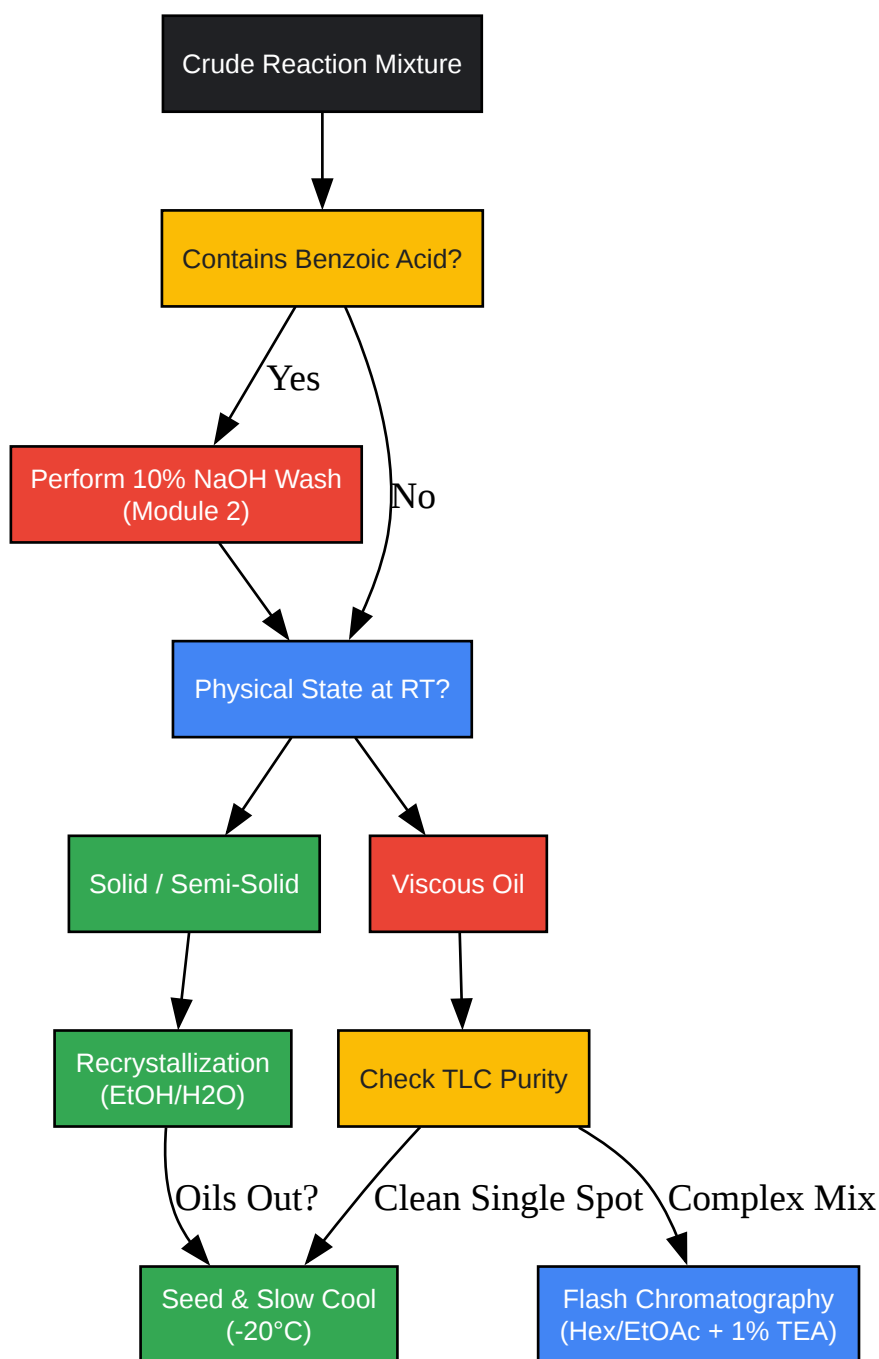 Crude Reaction Mixture
Contains Benzoic Acid?
Yes
Perform 10% NaOH Wash
(Module 2)
No
Physical State at RT?
Solid / Semi-Solid
Viscous Oil
Recrystallization
(EtOH/H2O)
Check TLC Purity
Oils Out?
Clean Single Spot
Complex Mix
Seed & Slow Cool
(-20°C)
Flash Chromatography
(Hex/EtOAc + 1% TEA)